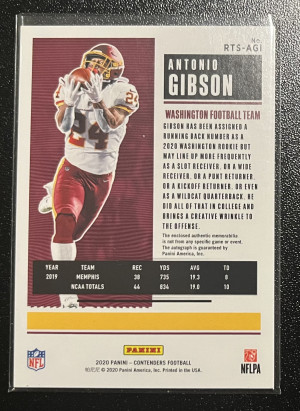 No.
RTS-AGI
ANTONIO
GIBSON
WASHINGTON FOOTBALL TEAM
GIBSON HAS BEEN ASSIGNED A
RUNNING BACK NUMBER AS A
2020 WASHINGTON ROOKIE BUT
MAY LINE UP MORE FREQUENTLY
AS A SLOT RECEIVER. OR A WIDE
RECEIVER. OR A PUNT RETURNER.
OR A KICKOFF RETURNER. OR EVEN
AS A WILDCAT QUARTERBACK. HE
DID ALL OF THAT IN COLLEGE AND
BRINGS A CREATIVE WRINKLE TO
THE OFFENSE.
The enclosed authentic memorabilia
is not from any specific game or event.
The autograph is guaranteed by
Panini America, Inc.
24
YEAR TEAM REC YDS AVG TD
2019 MEMPHIS 38 735 19.3 8
NCAA TOTALS 44 834 19.0 10
PANINI
NFL
NFLPA
2020 PANINI - CONTENDERS FOOTBALL
© 2020 Panini America, Inc. Printed in the USA.